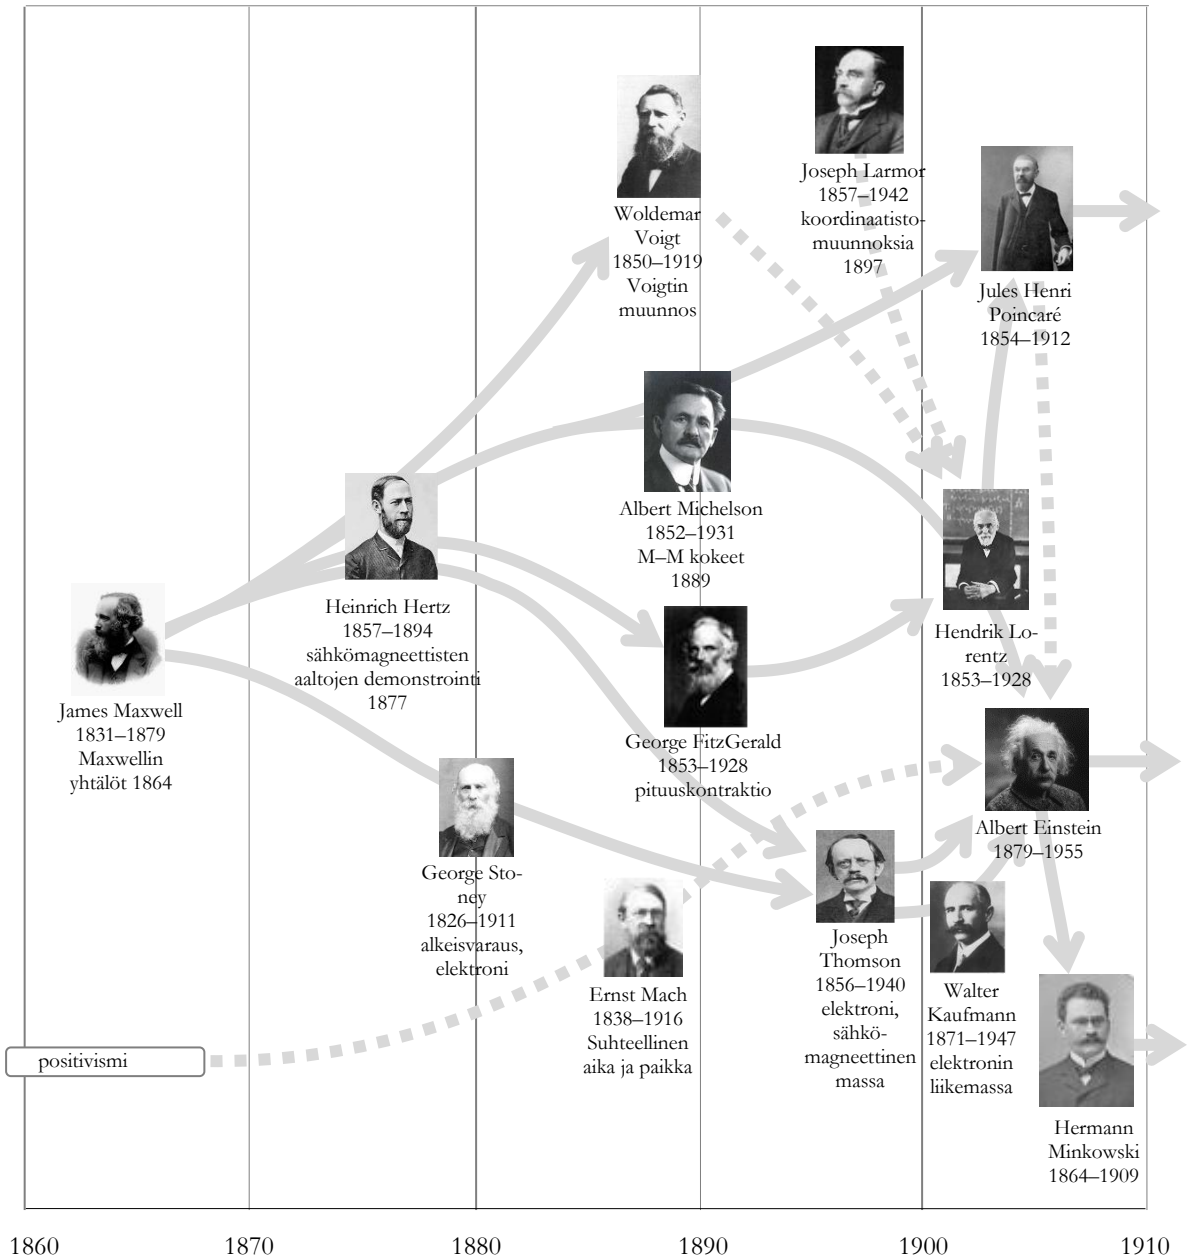 Joseph Larmor
1857–1942
koordinaatisto-
muunnoksia
1897
Woldemar
Voigt
1850–1919
Voigtin
muunnos
Jules Henri
Poincaré
1854–1912
Albert Michelson
1852–1931
M–M kokeet
1889
Heinrich Hertz
1857–1894
sähkömagneettisten
aaltojen demonstrointi
1877
Hendrik Lo-
rentz
1853–1928
James Maxwell
1831–1879
Maxwellin
yhtälöt 1864
George FitzGerald
1853–1928
pituuskontraktio
Albert Einstein
1879–1955
George Sto-
ney
1826–1911
alkeisvaraus,
elektroni
Joseph
Thomson
1856–1940
elektroni,
sähkö-
magneettinen
massa
Ernst Mach
1838–1916
Suhteellinen
aika ja paikka
Walter
Kaufmann
1871–1947
elektronin
liikemassa
positivismi
Hermann
Minkowski
1864–1909
1860
1870
1880
1890
1900
1910